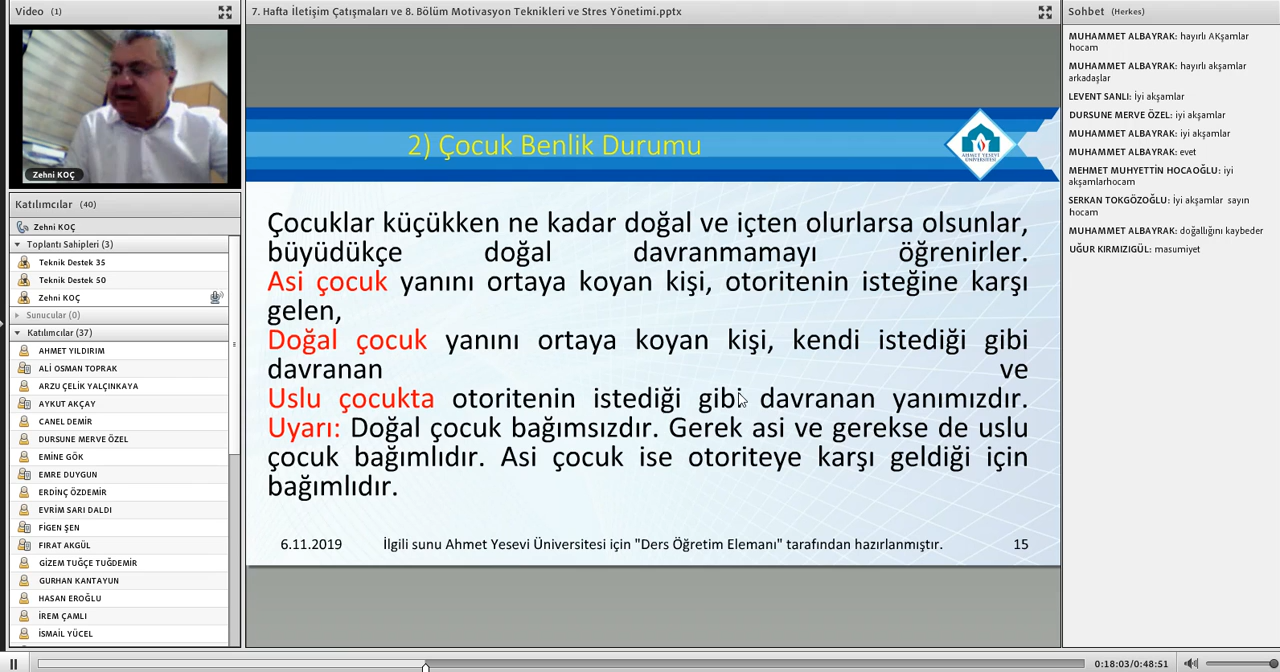 Video (1)
Zehni KOÇ
Katılımcılar (40)
Zehni KOÇ
Toplantı Sahipleri (3)
Teknik Destek 35
Teknik Destek 50
Zehni KOÇ
Sunucular (0)
Katılımcılar (37)
AHMET YILDIRIM
ALİ OSMAN TOPRAK
ARZU ÇELİK YALÇINKAYA
AYKUT AKÇAY
CANEL DEMİR
DURSUNE MERVE ÖZEL
EMİNE GÖK
EMRE DUYGUN
ERDİNÇ ÖZDEMİR
EVRİM SARI DALDI
FİGEN ŞEN
FIRAT AKGÜL
GİZEM TUĞÇE TUĞDEMİR
GURHAN KANTAYUN
HASAN EROĞLU
İREM ÇAMLI
İSMAİL YÜCEL
7. Hafta İletişim Çatışmaları ve 8. Bölüm Motivasyon Teknikleri ve Stres Yönetimi.pptx
2) Çocuk Benlik Durumu
AHMET YESEVİ
ÜNİVERSİTESİ
Çocuklar küçükken ne kadar doğal ve içten olurlarsa olsunlar,
büyüdükçe doğal davranmamayı öğrenirler.
Asi çocuk yanını ortaya koyan kişi, otoritenin isteğine karşı
gelen,
Doğal çocuk yanını ortaya koyan kişi, kendi istediği gibi
davranan ve
Uslu çocukta otoritenin istediği gibi davranan yanımızdır.
Uyarı: Doğal çocuk bağımsızdır. Gerek asi ve gerekse de uslu
çocuk bağımlıdır. Asi çocuk ise otoriteye karşı geldiği için
bağımlıdır.
6.11.2019
İlgili sunu Ahmet Yesevi Üniversitesi için "Ders Öğretim Elemanı" tarafından hazırlanmıştır.
15
Sohbet (Herkes)
MUHAMMET ALBAYRAK: hayırlı AKşamlar
hocam
MUHAMMET ALBAYRAK: hayırlı akşamlar
arkadaşlar
LEVENT SANLI: İyi akşamlar
DURSUNE MERVE ÖZEL: iyi akşamlar
MUHAMMET ALBAYRAK: iyi akşamlar
MUHAMMET ALBAYRAK: evet
MEHMET MUHYETTİN HOCAOĞLU: iyi
akşamlarhocam
SERKAN TOKGÖZOĞLU: İyi akşamlar sayın
hocam
MUHAMMET ALBAYRAK: doğallığını kaybeder
UĞUR KIRMIZIGÜL: masumiyet
0:18:03/0:48:51